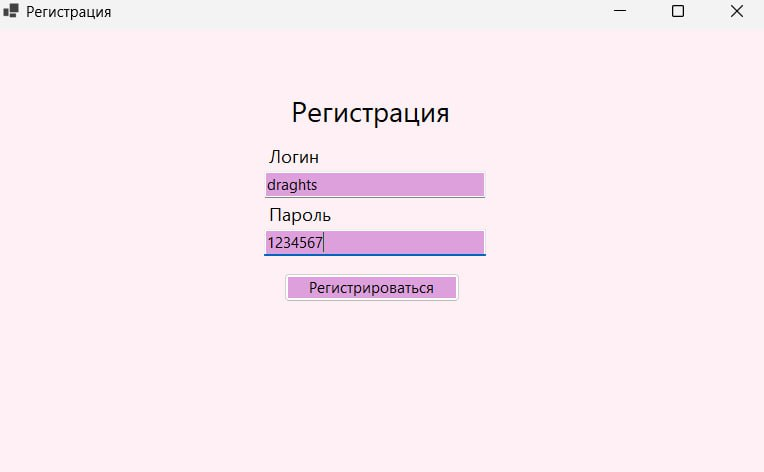 Регистрация
Регистрация
Логин
draghts
Пароль
1234567
Регистрироваться